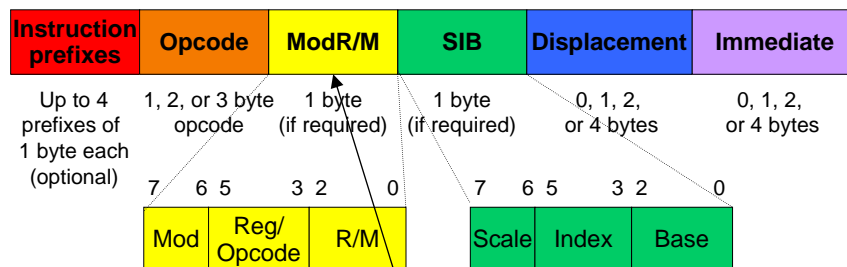 Instruction prefixes
Opcode
ModR/M
SIB
Displacement
Immediate
Up to 4
prefixes of
1 byte each
(optional)
1, 2, or 3 byte
opcode
1 byte
(if required)
1 byte
(if required)
0, 1, 2,
or 4 bytes
0, 1, 2,
or 4 bytes
7 6 5 3 2 0
Mod
Reg/
Opcode
R/M
7 6 5 3 2 0
Scale
Index
Base